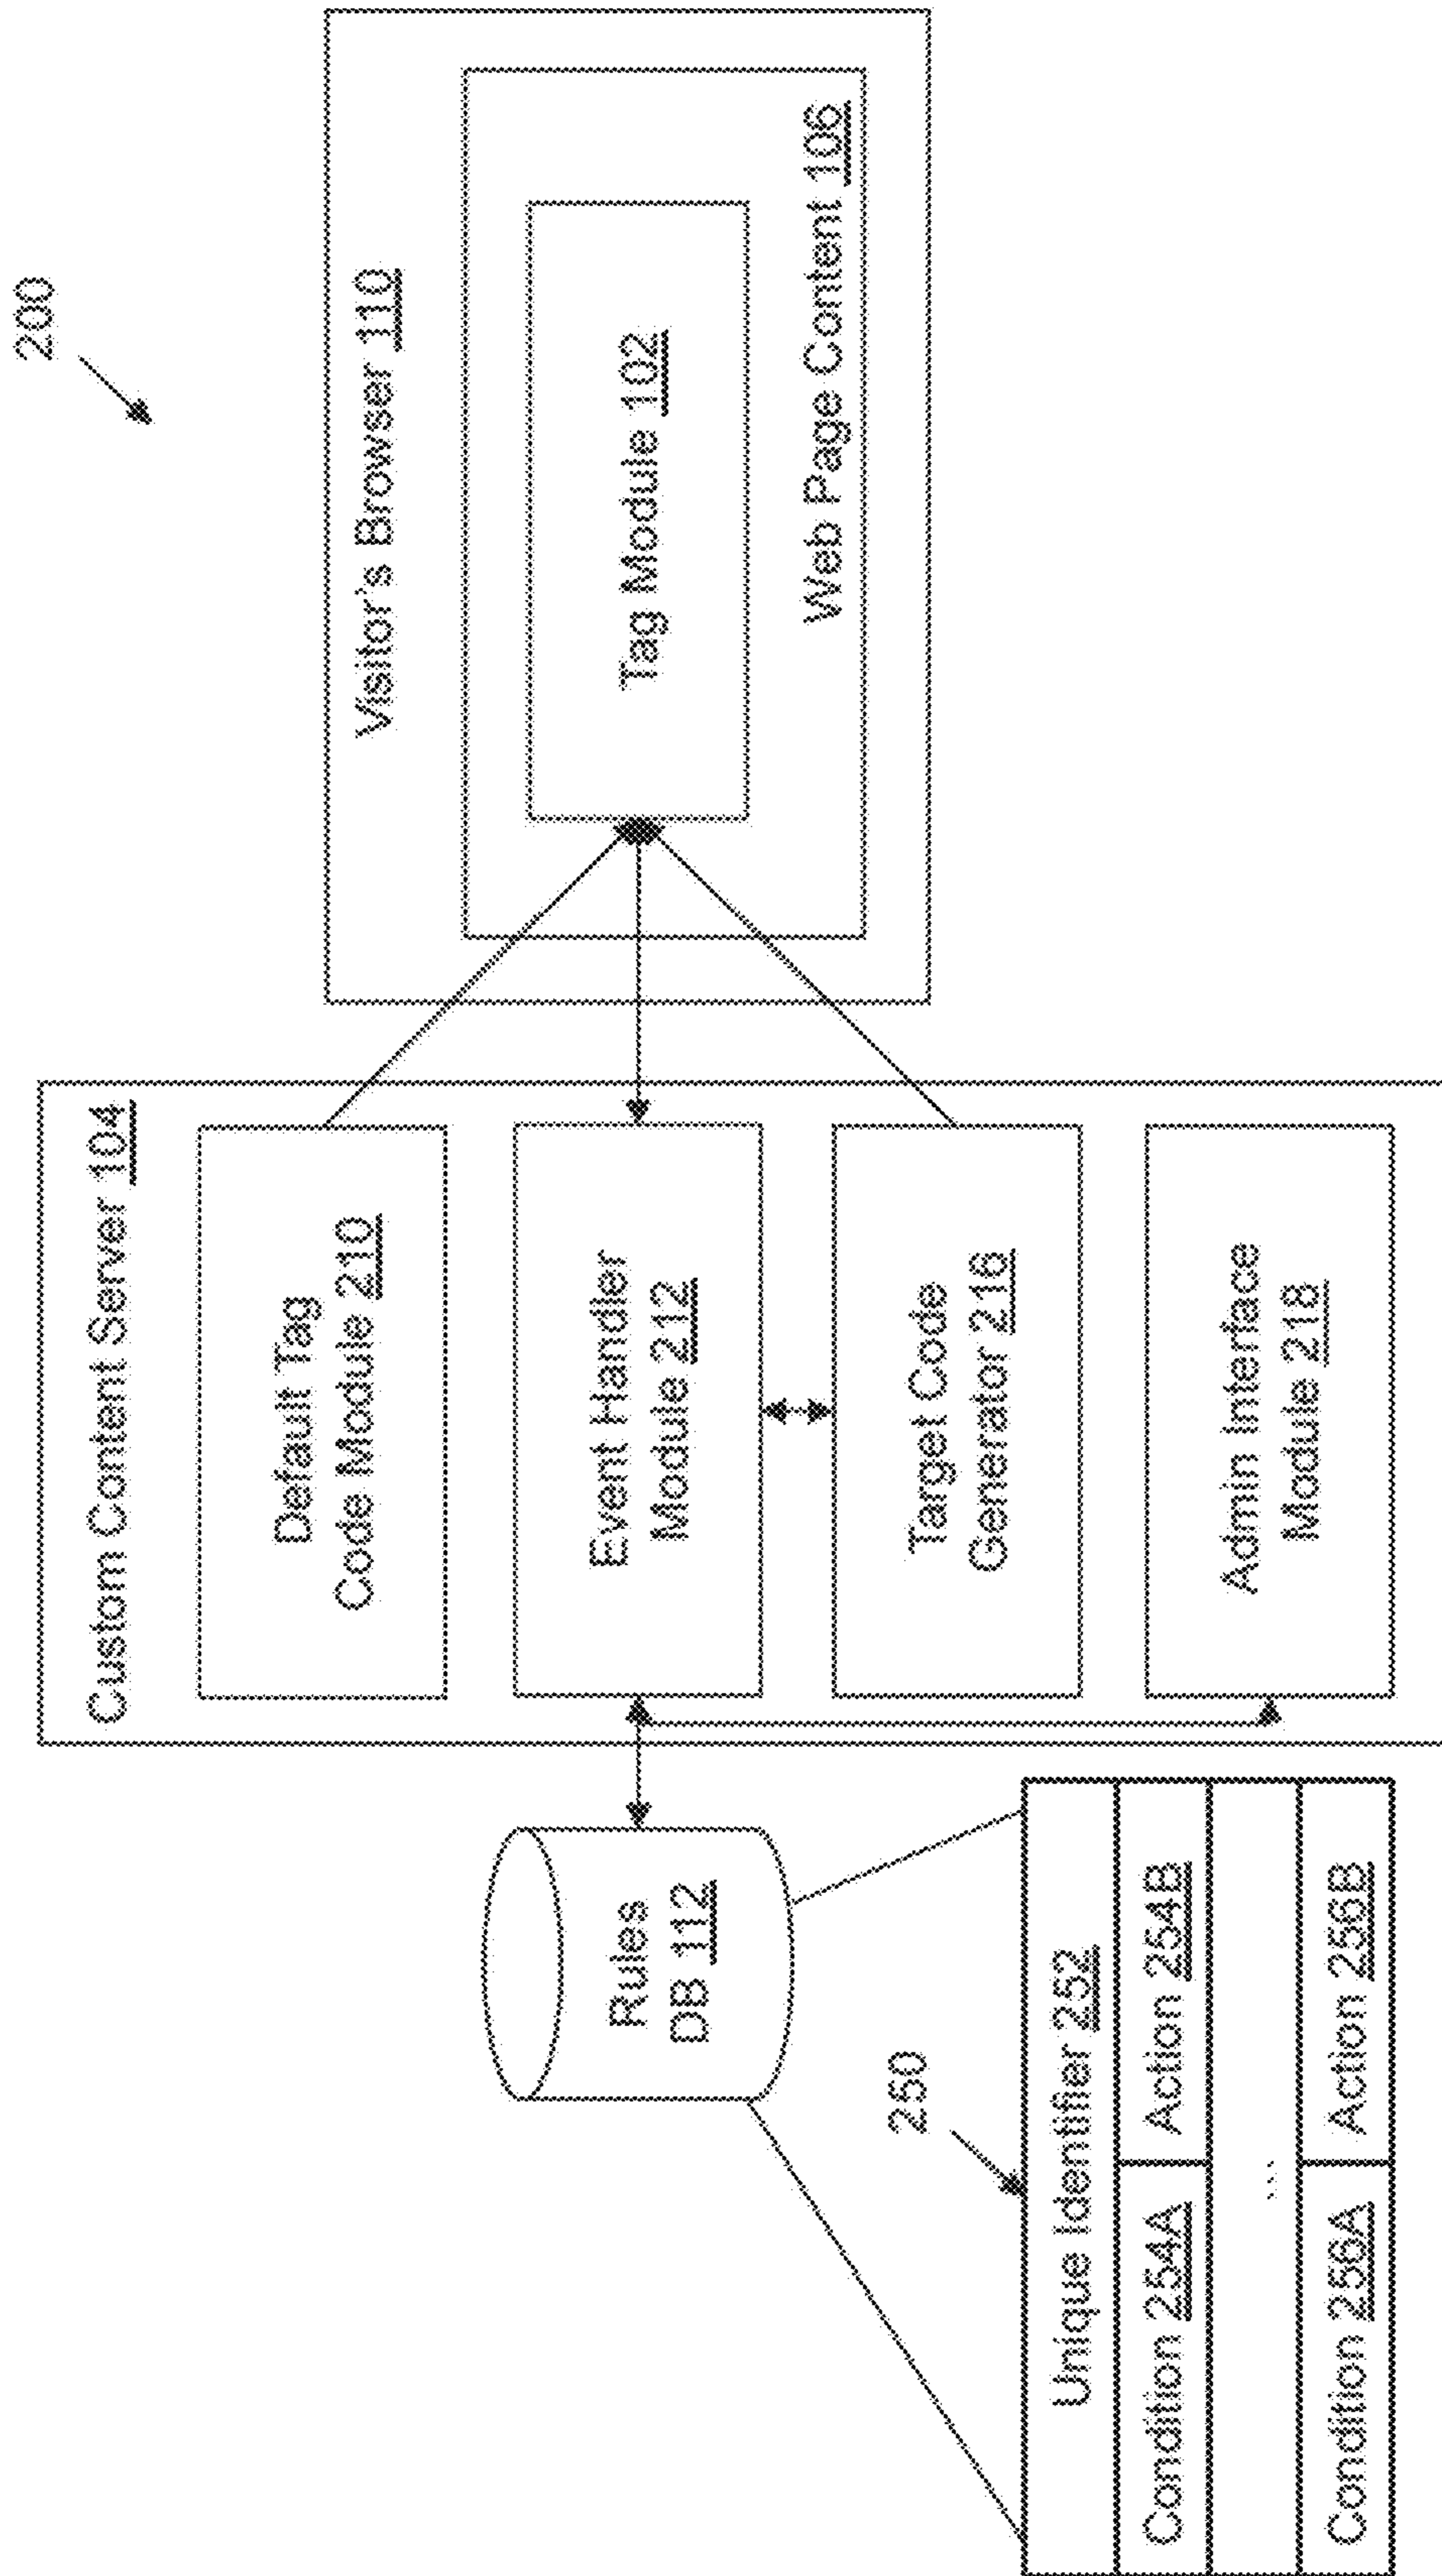 200
Custom Content Server 104
Default Tag
Code Module 210
Event Handler
Module 212
Target Code
Generator 216
Admin Interface
Module 218
Visitor's Browser 110
Tag Module 102
Web Page Content 106
Rules
DB 112
250
Unique Identifier 252
Condition 254A
Action 254B
...
Condition 256A
Action 256B